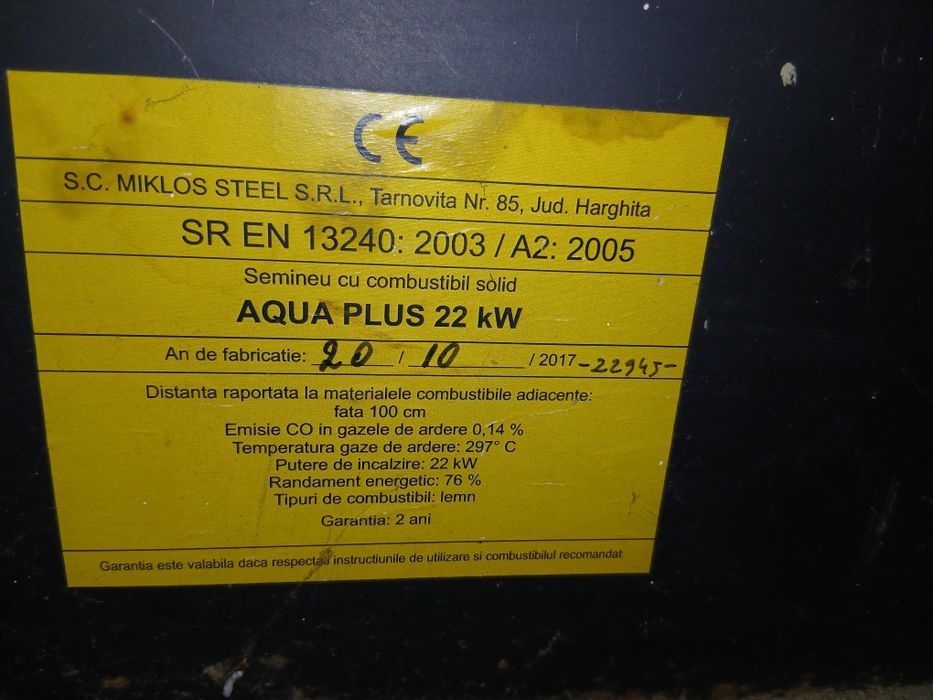 CE
S.C. MIKLOS STEEL S.R.L., Tarnovita Nr. 85, Jud. Harghita
SR EN 13240: 2003 / A2: 2005
Semineu cu combustibil solid
AQUA PLUS 22 kW
An de fabricatie: 20 / 10 / 2017 -22945-
Distanta raportata la materialele combustibile adiacente:
fata 100 cm
Emisie CO in gazele de ardere 0,14 %
Temperatura gaze de ardere: 297° C
Putere de incalzire: 22 kW
Randament energetic: 76 %
Tipuri de combustibil: lemn
Garantia: 2 ani
Garantia este valabila daca respectati instructiunile de utilizare si combustibilul recomandat